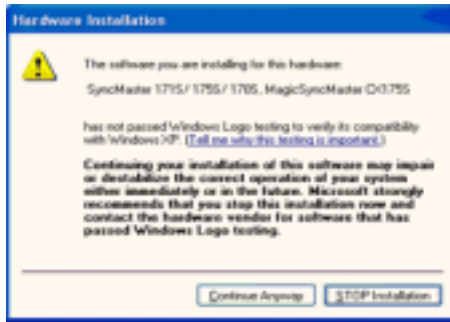 Hardware Installation
The software you are installing for this hardware:
SyncMaster 171S/ 175S/ 170S, MagicSyncMaster CX175S
has not passed Windows Logo testing to verify its compatibility
with Windows XP. (Tell me why this testing is important.)
Continuing your installation of this software may impair
or destabilize the correct operation of your system
either immediately or in the future. Microsoft strongly
recommends that you stop this installation now and
contact the hardware vendor for software that has
passed Windows Logo testing.
Continue Anyway
STOP Installation